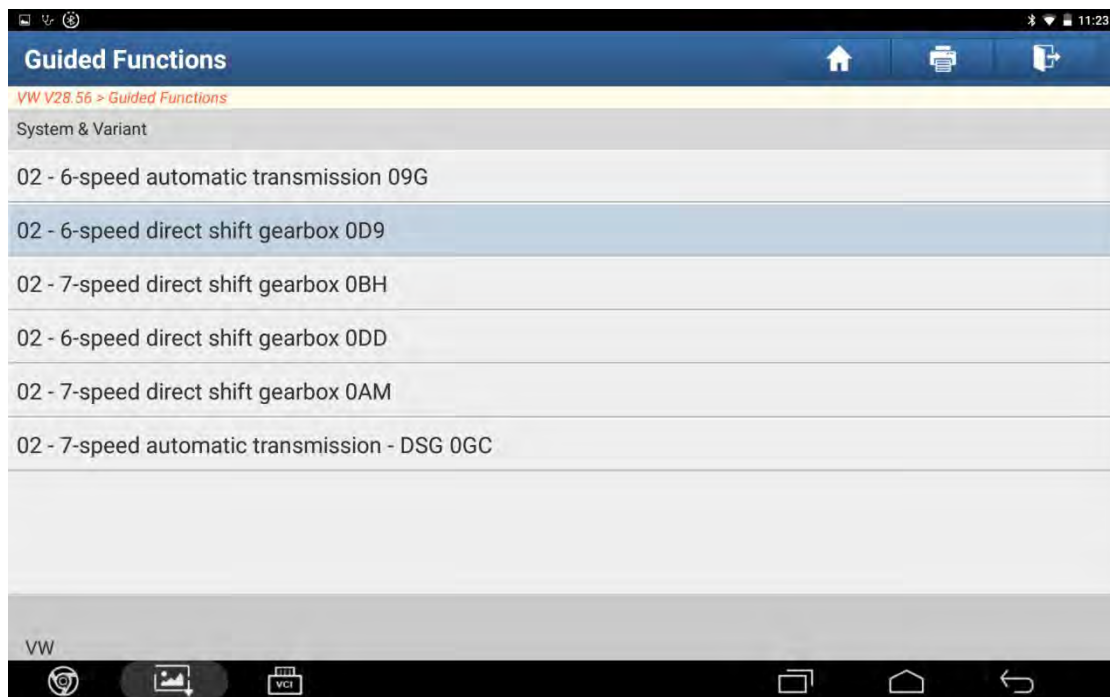 11:23
Guided Functions
VW V28.56 > Guided Functions
System & Variant
02 - 6-speed automatic transmission 09G
02 - 6-speed direct shift gearbox 0D9
02 - 7-speed direct shift gearbox 0BH
02 - 6-speed direct shift gearbox 0DD
02 - 7-speed direct shift gearbox 0AM
02 - 7-speed automatic transmission - DSG 0GC
VW
VCI